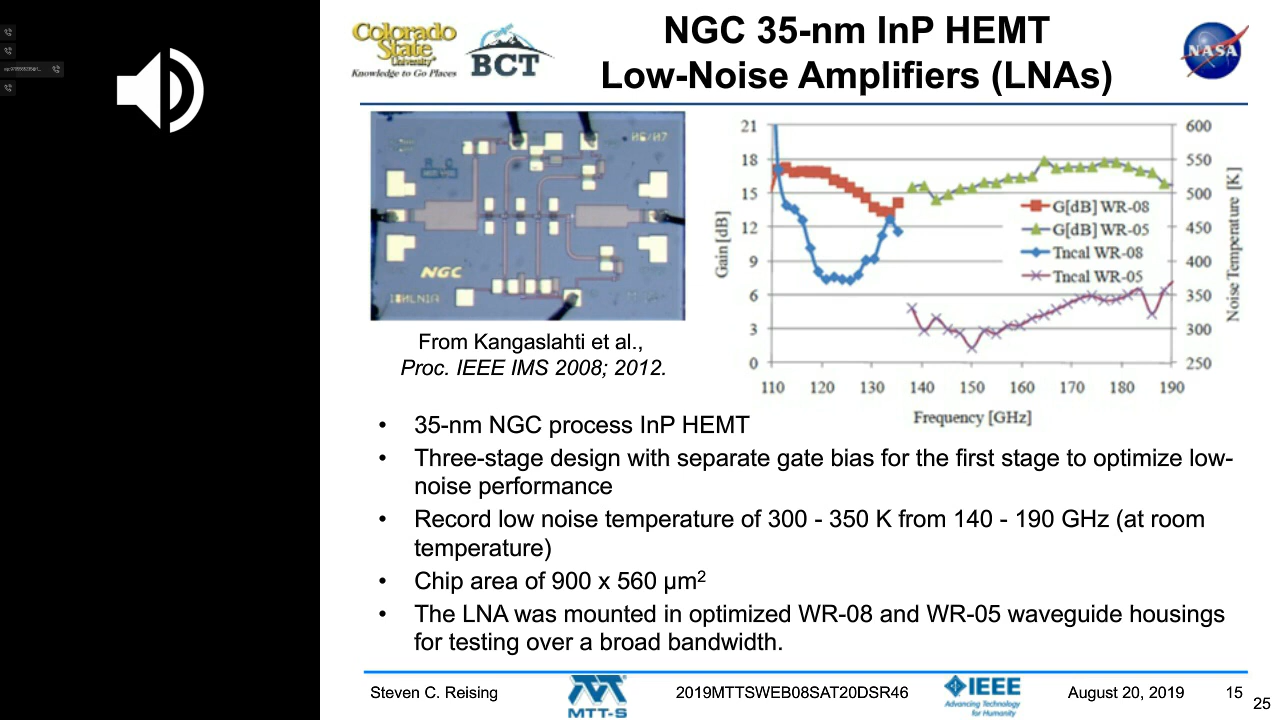 Colorado
State
University
Knowledge to Go Places
BCT
NGC 35-nm InP HEMT
Low-Noise Amplifiers (LNAs)
NASA
06/07
NGC
From Kangaslahti et al.,
Proc. IEEE IMS 2008; 2012.
21
18
15
12
9
6
3
0
Gain [dB]
600
550
500
450
400
350
300
250
Noise Temperature [K]
G[dB] WR-08
G[dB] WR-05
Tncal WR-08
Tncal WR-05
110 120 130 140 150 160 170 180 190
Frequency [GHz]
• 35-nm NGC process InP HEMT
• Three-stage design with separate gate bias for the first stage to optimize low-
noise performance
• Record low noise temperature of 300 - 350 K from 140 - 190 GHz (at room
temperature)
• Chip area of 900 x 560 µm²
• The LNA was mounted in optimized WR-08 and WR-05 waveguide housings
for testing over a broad bandwidth.
Steven C. Reising
MTT-S
2019MTTSWEB08SAT20DSR46
IEEE
Advancing Technology
for Humanity
August 20, 2019
15
25